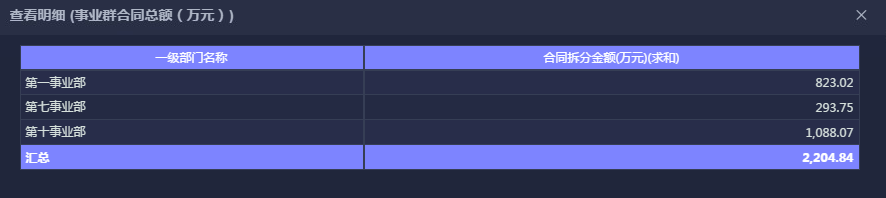 查看明细 (事业群合同总额（万元）)
一级部门名称 合同拆分金额(万元)(求和)
第一事业部 823.02
第七事业部 293.75
第十事业部 1,088.07
汇总 2,204.84